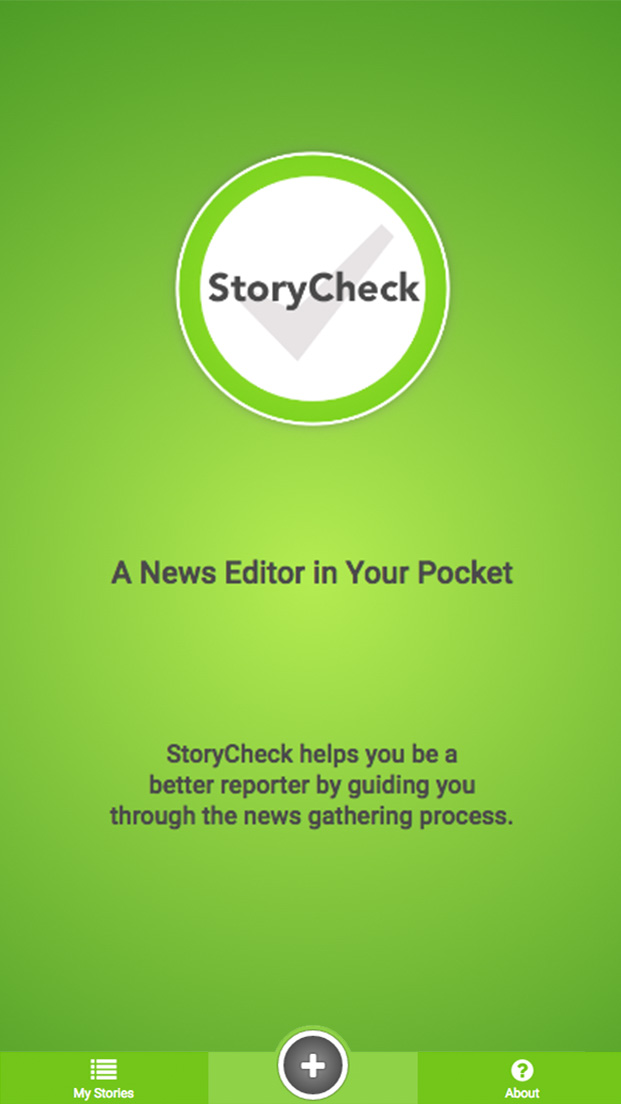 StoryCheck
A News Editor in Your Pocket
StoryCheck helps you be a
better reporter by guiding you
through the news gathering process.
My Stories
About